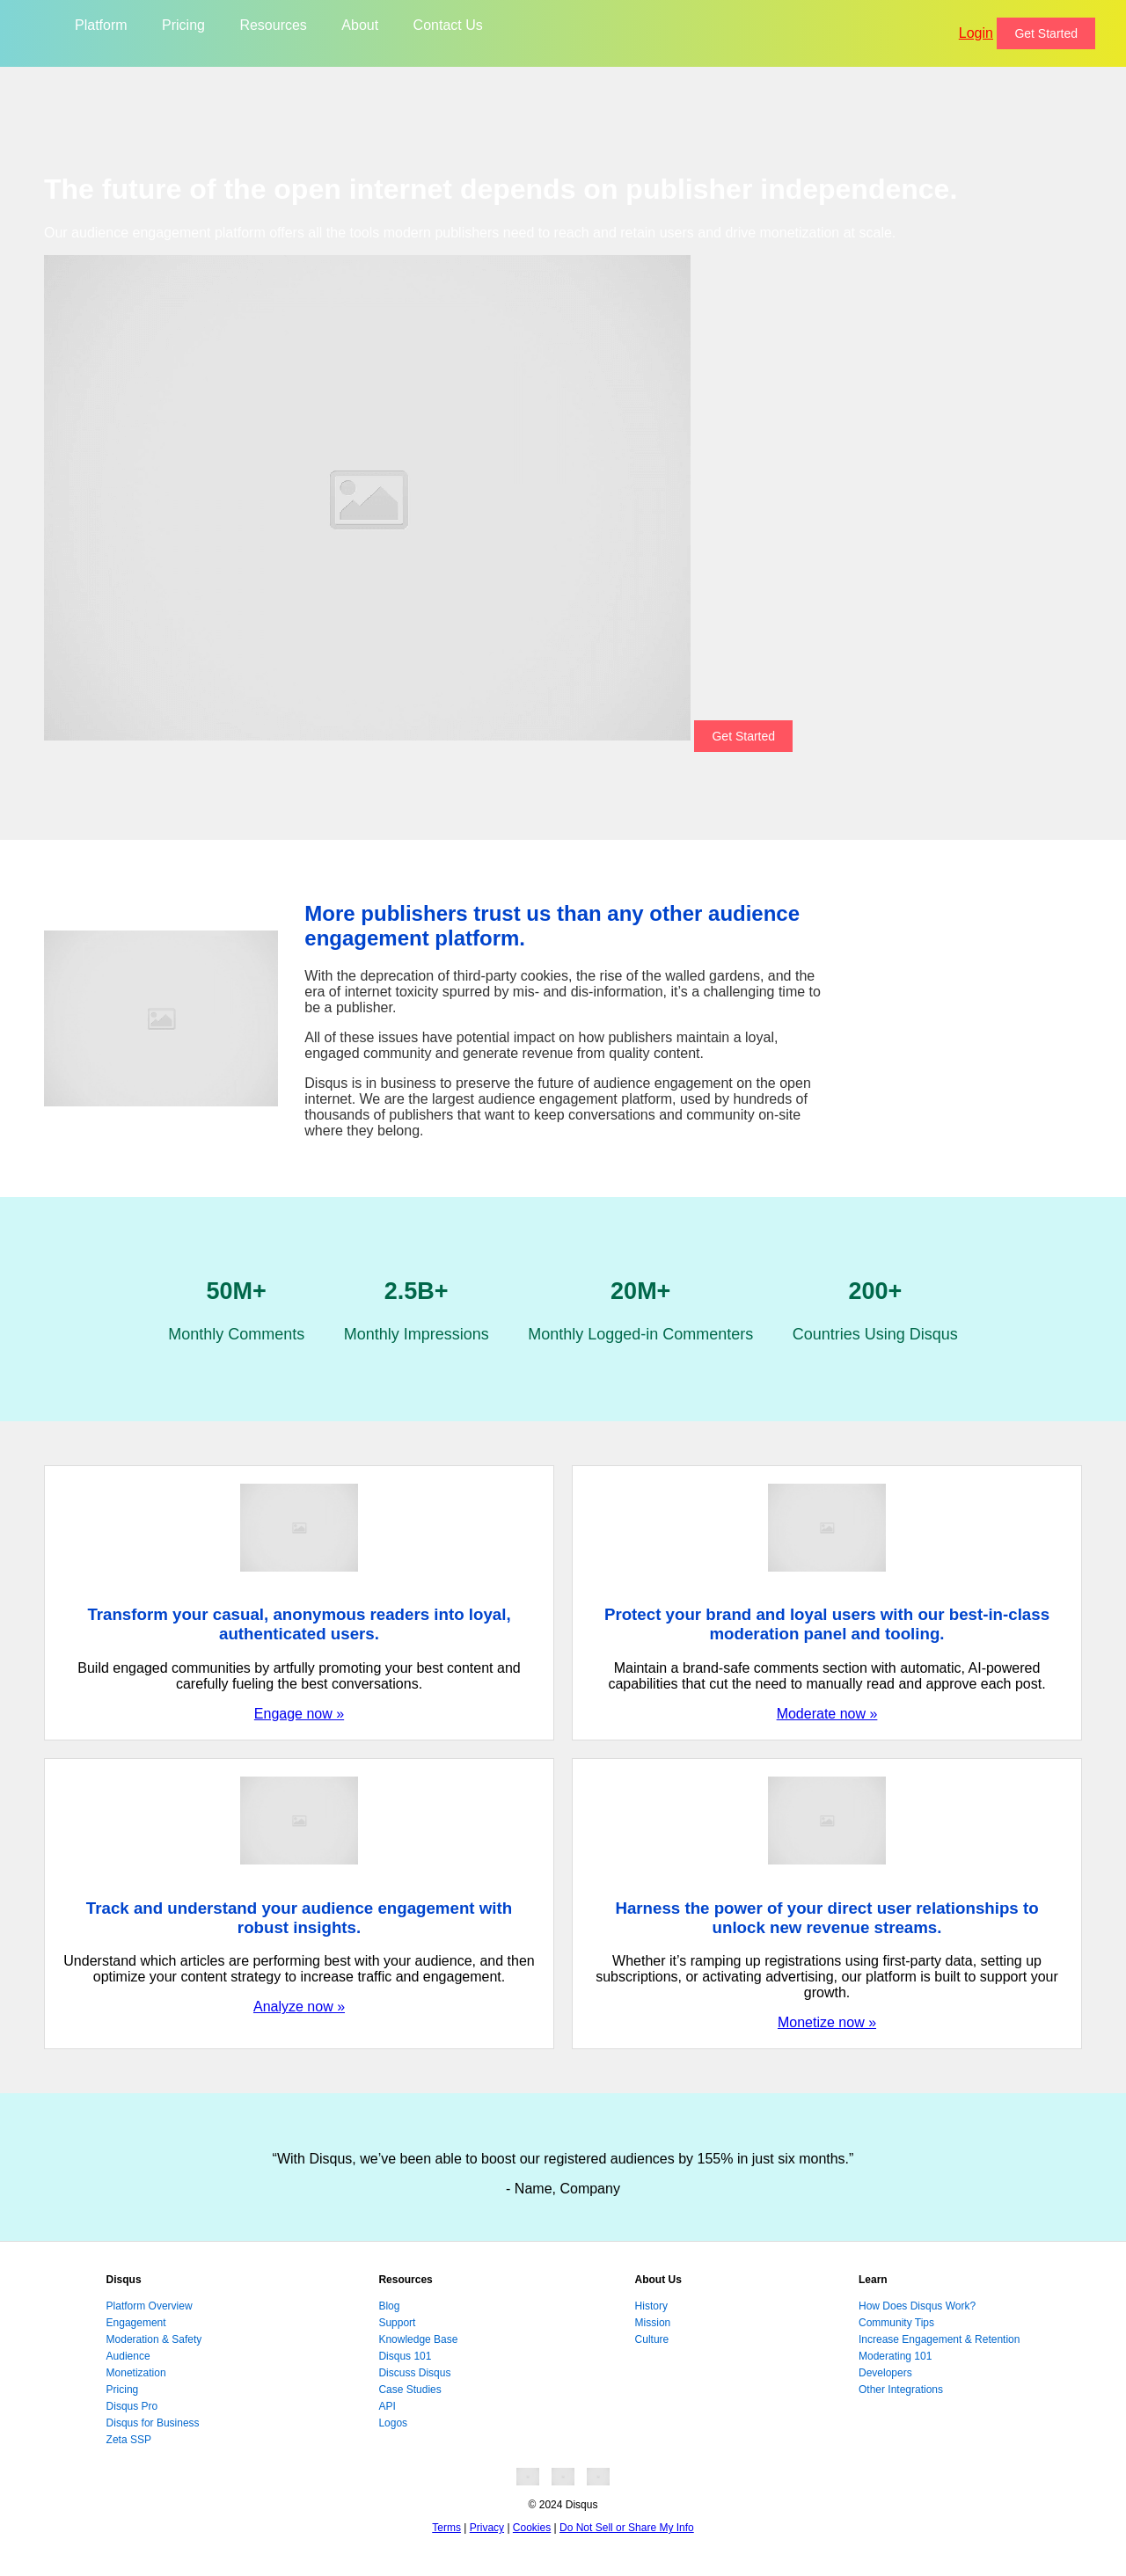 Platform Pricing Resources About Contact Us Login Get Started
The future of the open internet depends on publisher independence.
Our audience engagement platform offers all the tools modern publishers need to reach and retain users and drive monetization at scale.
Get Started
More publishers trust us than any other audience
engagement platform.
With the deprecation of third-party cookies, the rise of the walled gardens, and the
era of internet toxicity spurred by mis- and dis-information, it’s a challenging time to
be a publisher.
All of these issues have potential impact on how publishers maintain a loyal,
engaged community and generate revenue from quality content.
Disqus is in business to preserve the future of audience engagement on the open
internet. We are the largest audience engagement platform, used by hundreds of
thousands of publishers that want to keep conversations and community on-site
where they belong.
50M+ 2.5B+ 20M+ 200+
Monthly Comments Monthly Impressions Monthly Logged-in Commenters Countries Using Disqus
Transform your casual, anonymous readers into loyal,
authenticated users.
Build engaged communities by artfully promoting your best content and
carefully fueling the best conversations.
Engage now »
Protect your brand and loyal users with our best-in-class
moderation panel and tooling.
Maintain a brand-safe comments section with automatic, AI-powered
capabilities that cut the need to manually read and approve each post.
Moderate now »
Track and understand your audience engagement with
robust insights.
Understand which articles are performing best with your audience, and then
optimize your content strategy to increase traffic and engagement.
Analyze now »
Harness the power of your direct user relationships to
unlock new revenue streams.
Whether it’s ramping up registrations using first-party data, setting up
subscriptions, or activating advertising, our platform is built to support your
growth.
Monetize now »
“With Disqus, we’ve been able to boost our registered audiences by 155% in just six months.”
- Name, Company
Disqus
Platform Overview
Engagement
Moderation & Safety
Audience
Monetization
Pricing
Disqus Pro
Disqus for Business
Zeta SSP
Resources
Blog
Support
Knowledge Base
Disqus 101
Discuss Disqus
Case Studies
API
Logos
About Us
History
Mission
Culture
Learn
How Does Disqus Work?
Community Tips
Increase Engagement & Retention
Moderating 101
Developers
Other Integrations
© 2024 Disqus
Terms | Privacy | Cookies | Do Not Sell or Share My Info